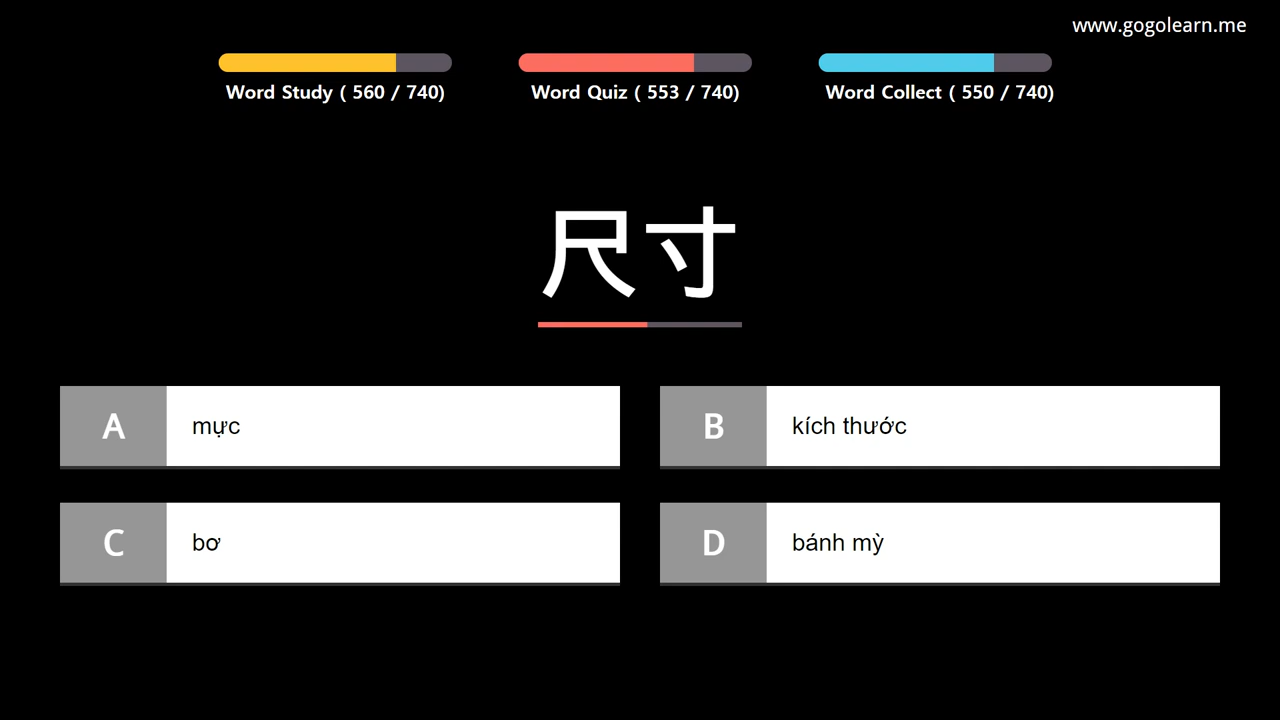 www.gogolearn.me
Word Study ( 560 / 740)
Word Quiz ( 553 / 740)
Word Collect ( 550 / 740)
尺寸
A mực
B kích thước
C bơ
D bánh mỳ